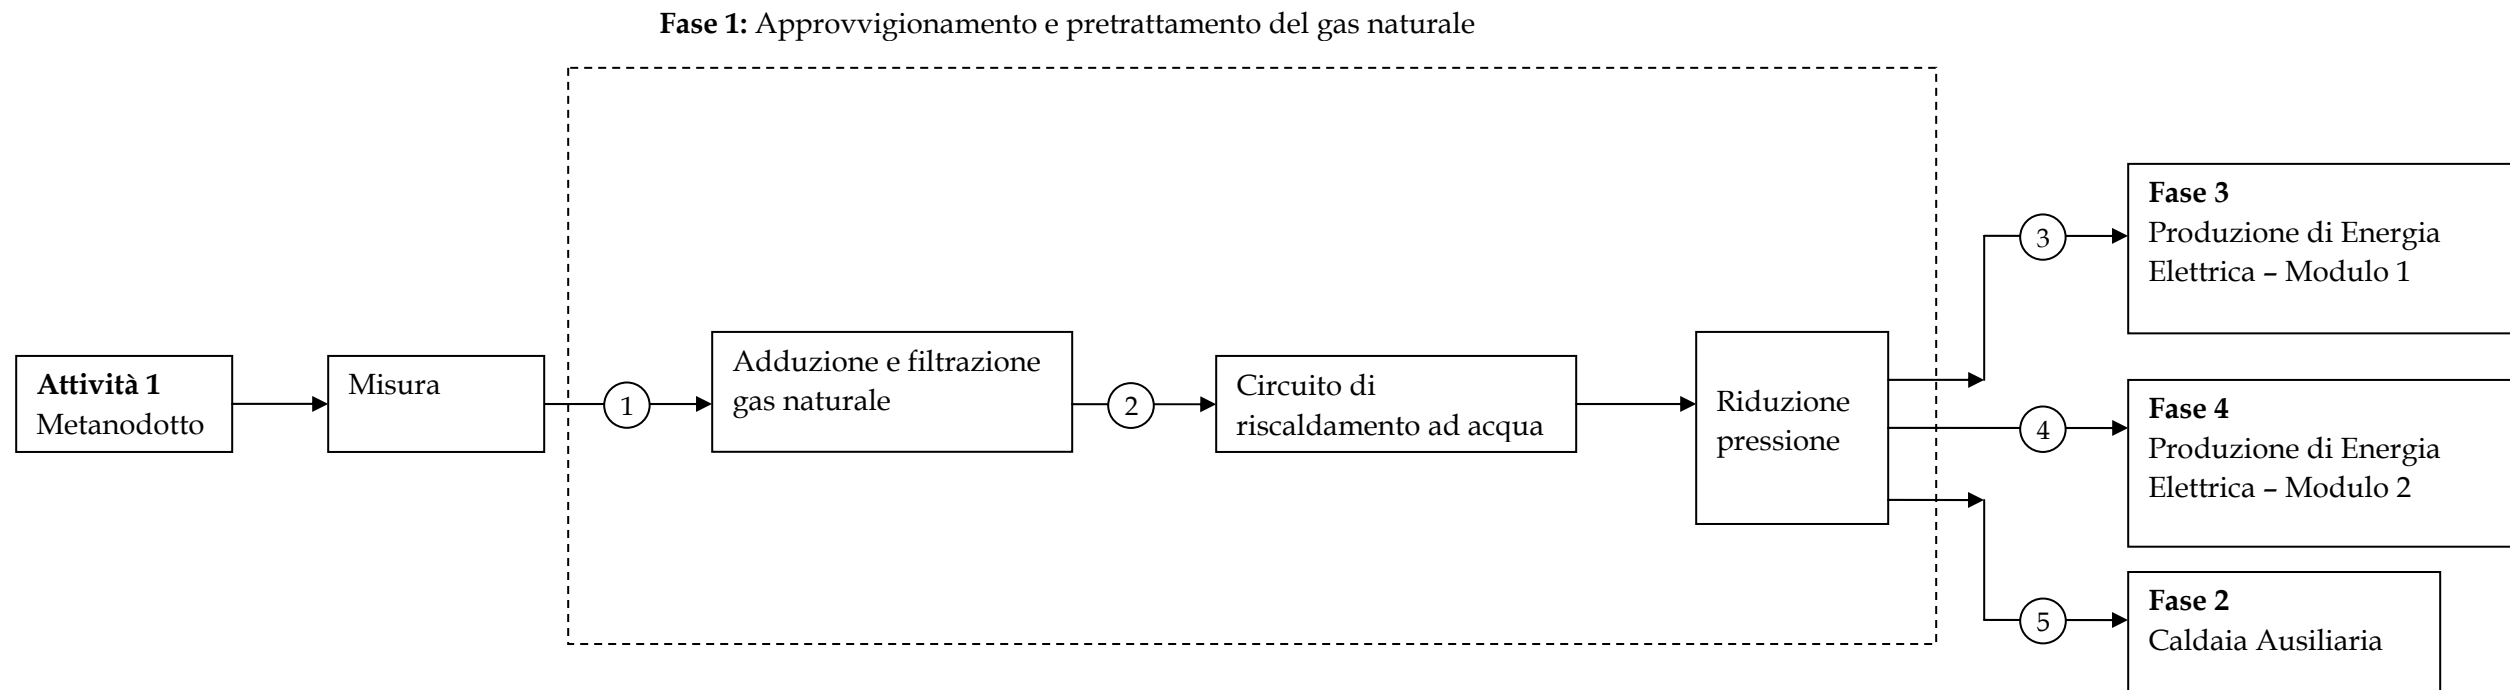 Fase 1: Approvvigionamento e pretrattamento del gas naturale
Attività 1
Metanodotto
Misura
1
Adduzione e filtrazione
gas naturale
2
Circuito di
riscaldamento ad acqua
Riduzione
pressione
3
Fase 3
Produzione di Energia
Elettrica – Modulo 1
4
Fase 4
Produzione di Energia
Elettrica – Modulo 2
5
Fase 2
Caldaia Ausiliaria